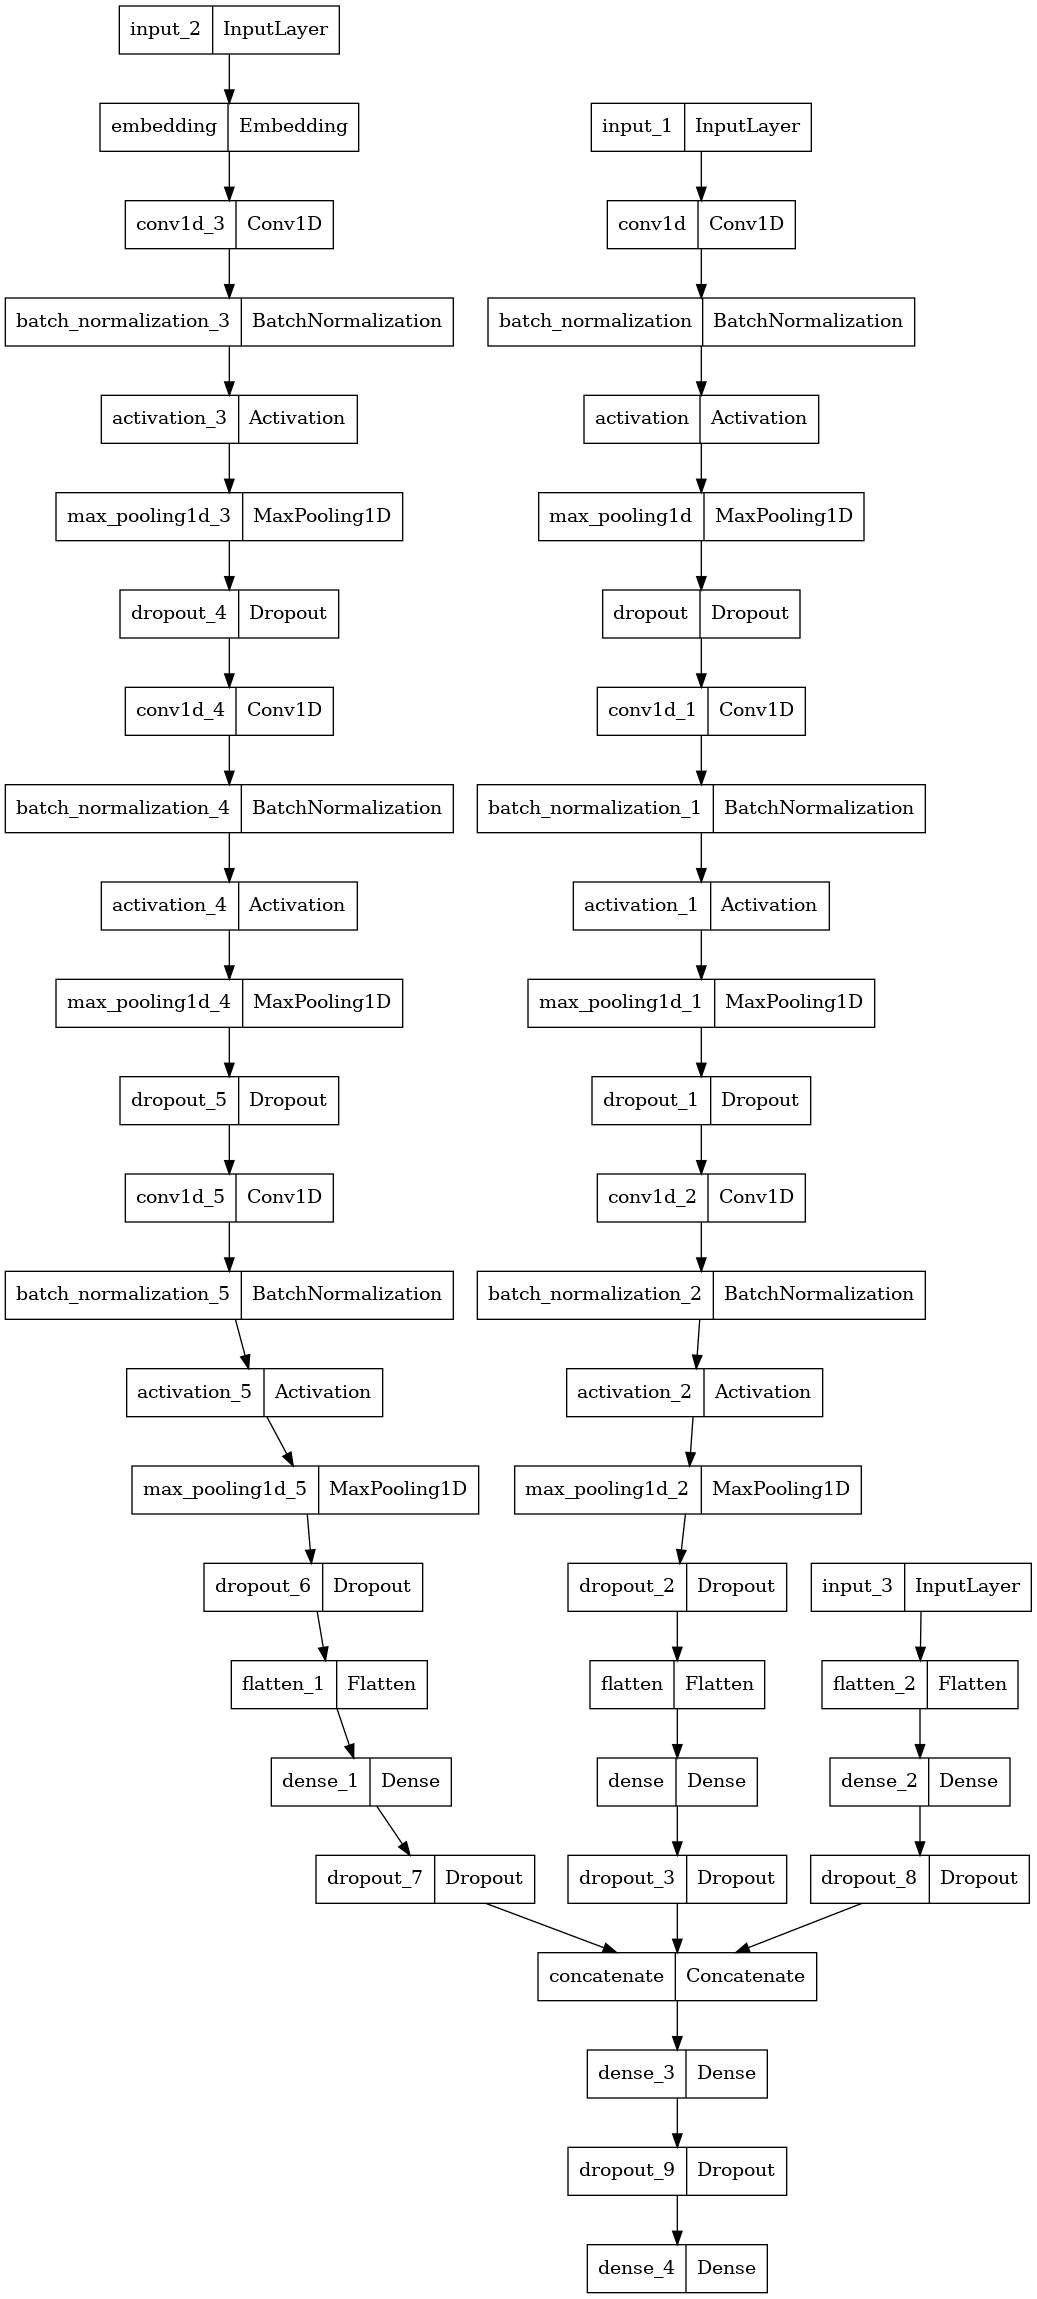 input_2 InputLayer
embedding Embedding
input_1 InputLayer
conv1d_3 Conv1D
conv1d Conv1D
batch_normalization_3 BatchNormalization
batch_normalization BatchNormalization
activation_3 Activation
activation Activation
max_pooling1d_3 MaxPooling1D
max_pooling1d MaxPooling1D
dropout_4 Dropout
dropout Dropout
conv1d_4 Conv1D
conv1d_1 Conv1D
batch_normalization_4 BatchNormalization
batch_normalization_1 BatchNormalization
activation_4 Activation
activation_1 Activation
max_pooling1d_4 MaxPooling1D
max_pooling1d_1 MaxPooling1D
dropout_5 Dropout
dropout_1 Dropout
conv1d_5 Conv1D
conv1d_2 Conv1D
batch_normalization_5 BatchNormalization
batch_normalization_2 BatchNormalization
activation_5 Activation
activation_2 Activation
max_pooling1d_5 MaxPooling1D
max_pooling1d_2 MaxPooling1D
dropout_6 Dropout
dropout_2 Dropout
input_3 InputLayer
flatten_1 Flatten
flatten Flatten
flatten_2 Flatten
dense_1 Dense
dense Dense
dense_2 Dense
dropout_7 Dropout
dropout_3 Dropout
dropout_8 Dropout
concatenate Concatenate
dense_3 Dense
dropout_9 Dropout
dense_4 Dense